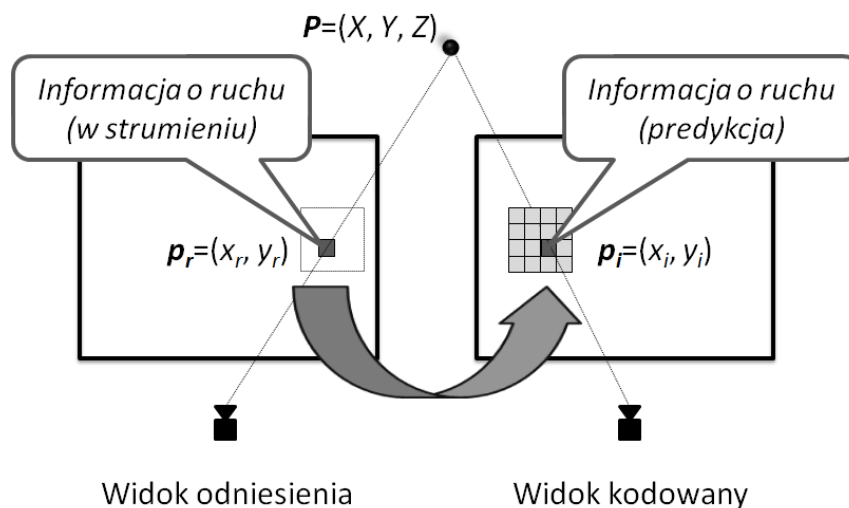 P=(X, Y, Z)
Informacja o ruchu
(w strumieniu)
Informacja o ruchu
(predykcja)
pr=(xr, yr)
pi=(xi, yi)
Widok odniesienia
Widok kodowany